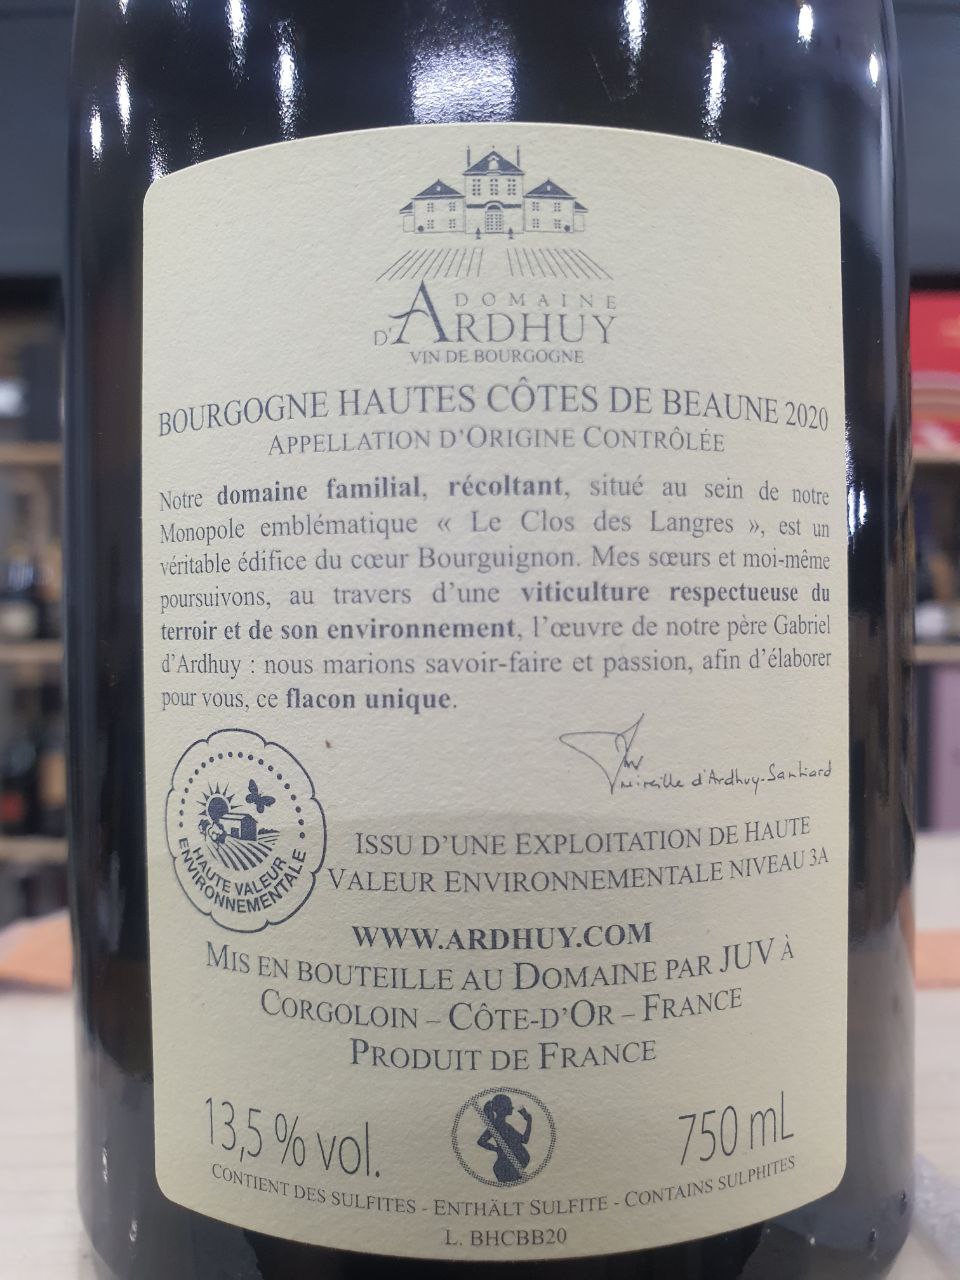 DOMAINE
D'ARDHUY
VIN DE BOURGOGNE
BOURGOGNE HAUTES CÔTES DE BEAUNE 2020
APPELLATION D'ORIGINE CONTRÔLÉE
Notre domaine familial, récoltant, situé au sein de notre
Monopole emblématique « Le Clos des Langres », est un
véritable édifice du cœur Bourguignon. Mes sœurs et moi-même
poursuivons, au travers d'une viticulture respectueuse du
terroir et de son environnement, l'œuvre de notre père Gabriel
d'Ardhuy : nous marions savoir-faire et passion, afin d'élaborer
pour vous, ce flacon unique.
Mireille d'Ardhuy-Santiard
HAUTE VALEUR
ENVIRONNEMENTALE
ISSU D'UNE EXPLOITATION DE HAUTE
VALEUR ENVIRONNEMENTALE NIVEAU 3A
WWW.ARDHUY.COM
MIS EN BOUTEILLE AU DOMAINE PAR JUV À
CORGOLOIN – CÔTE-D'OR – FRANCE
PRODUIT DE FRANCE
13,5 % vol.
750 mL
CONTIENT DES SULFITES - ENTHÄLT SULFITE - CONTAINS SULPHITES
L. BHCBB20